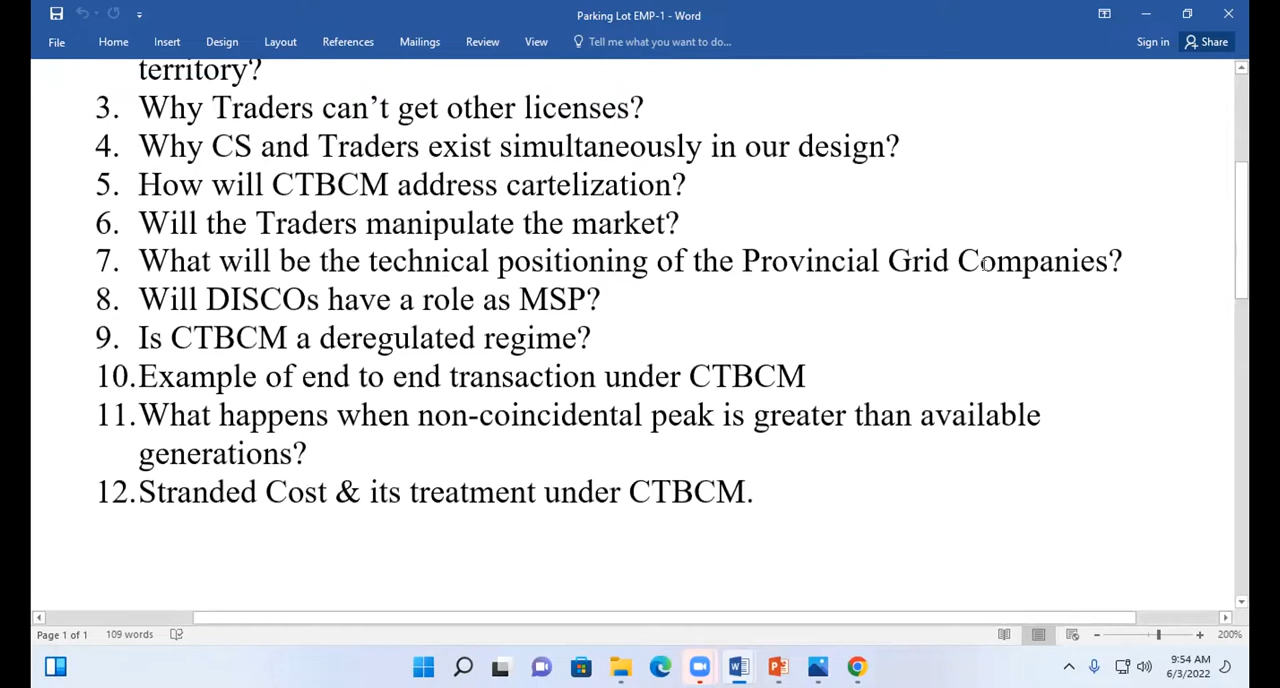 Parking Lot EMP-1 - Word
File Home Insert Design Layout References Mailings Review View Tell me what you want to do... Sign in Share
territory?
3. Why Traders can’t get other licenses?
4. Why CS and Traders exist simultaneously in our design?
5. How will CTBCM address cartelization?
6. Will the Traders manipulate the market?
7. What will be the technical positioning of the Provincial Grid Companies?
8. Will DISCOs have a role as MSP?
9. Is CTBCM a deregulated regime?
10. Example of end to end transaction under CTBCM
11. What happens when non-coincidental peak is greater than available
generations?
12. Stranded Cost & its treatment under CTBCM.
Page 1 of 1 109 words 200%
9:54 AM
6/3/2022